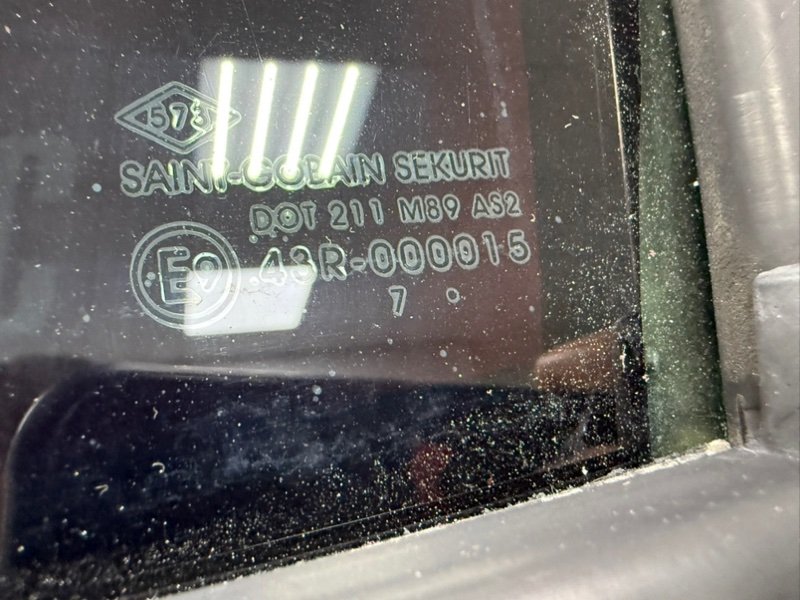 573
SAINT-GOBAIN SEKURIT
DOT 211 M89 AS2
E9 43R-000015
7 .